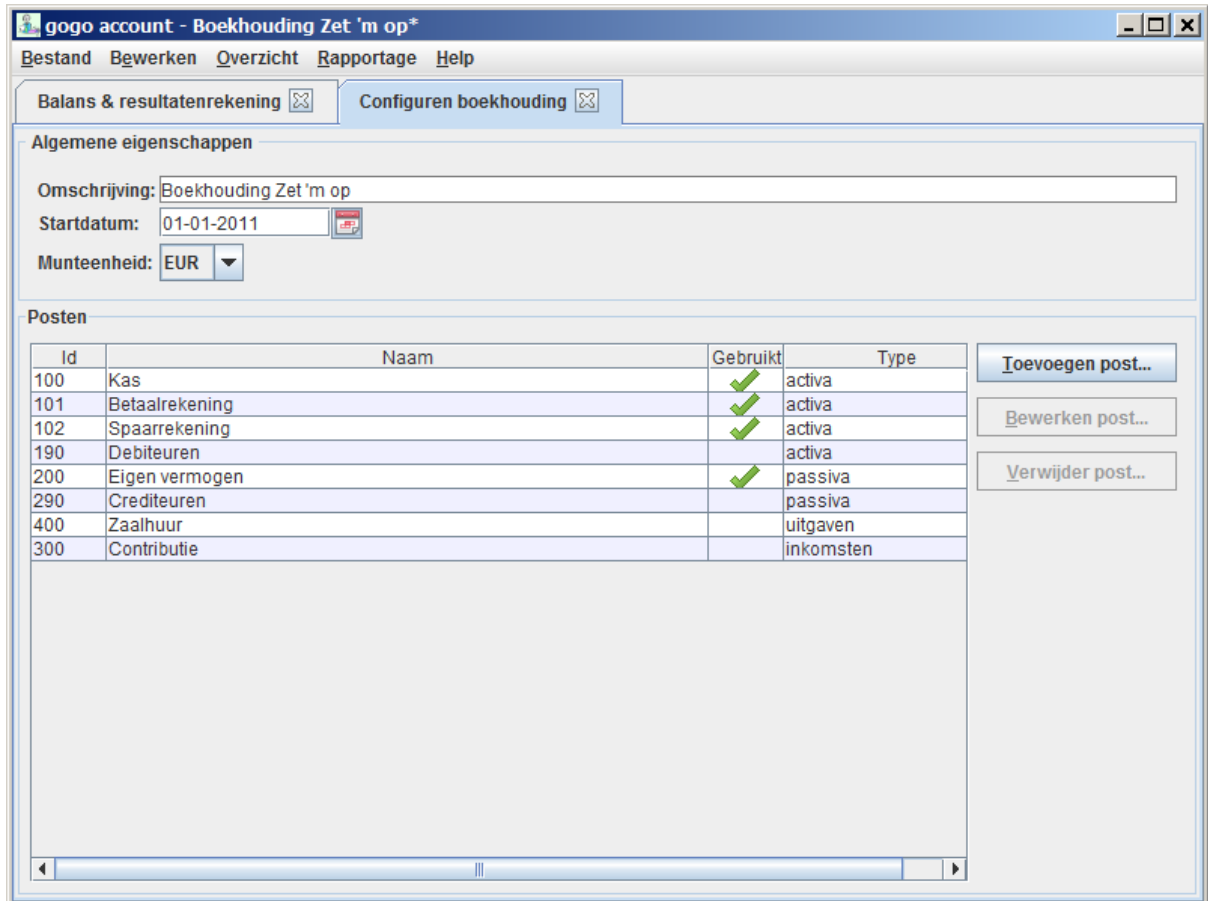 gogo account - Boekhouding Zet 'm op*
Bestand Bewerken Overzicht Rapportage Help
Balans & resultatenrekening Configuren boekhouding
Algemene eigenschappen
Omschrijving: Boekhouding Zet 'm op
Startdatum: 01-01-2011
Munteenheid: EUR
Posten
Id Naam Gebruikt Type
100 Kas activa
101 Betaalrekening activa
102 Spaarrekening activa
190 Debiteuren activa
200 Eigen vermogen passiva
290 Crediteuren passiva
400 Zaalhuur uitgaven
300 Contributie inkomsten
Toevoegen post...
Bewerken post...
Verwijder post...